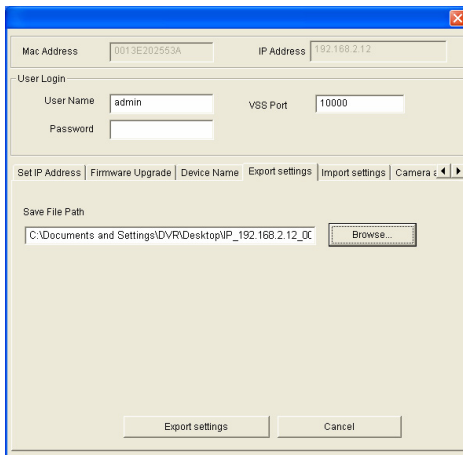 Mac Address 0013E202553A IP Address 192.168.2.12
User Login
User Name admin VSS Port 10000
Password
Set IP Address Firmware Upgrade Device Name Export settings Import settings Camera
Save File Path
C:\Documents and Settings\DVR\Desktop\IP_192.168.2.12_00 Browse...
Export settings Cancel